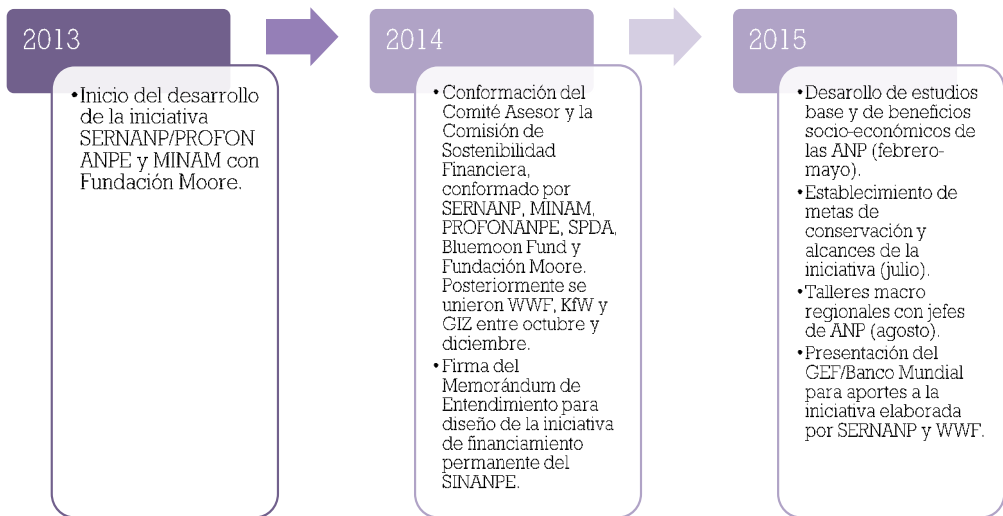 2013
•Inicio del desarrollo
de la iniciativa
SERNANP/PROFON
ANPE y MINAM con
Fundación Moore.
2014
•Conformación del
Comité Asesor y la
Comisión de
Sostenibilidad
Financiera,
conformado por
SERNANP, MINAM,
PROFONANPE, SPDA,
Bluemoon Fund y
Fundación Moore.
Posteriormente se
unieron WWF, KfW y
GIZ entre octubre y
diciembre.
•Firma del
Memorándum de
Entendimiento para
diseño de la iniciativa
de financiamiento
permanente del
SINANPE.
2015
•Desarollo de estudios
base y de beneficios
socio-económicos de
las ANP (febrero-
mayo).
•Establecimiento de
metas de
conservación y
alcances de la
iniciativa (julio).
•Talleres macro
regionales con jefes
de ANP (agosto).
•Presentación del
GEF/Banco Mundial
para aportes a la
iniciativa elaborada
por SERNANP y WWF.